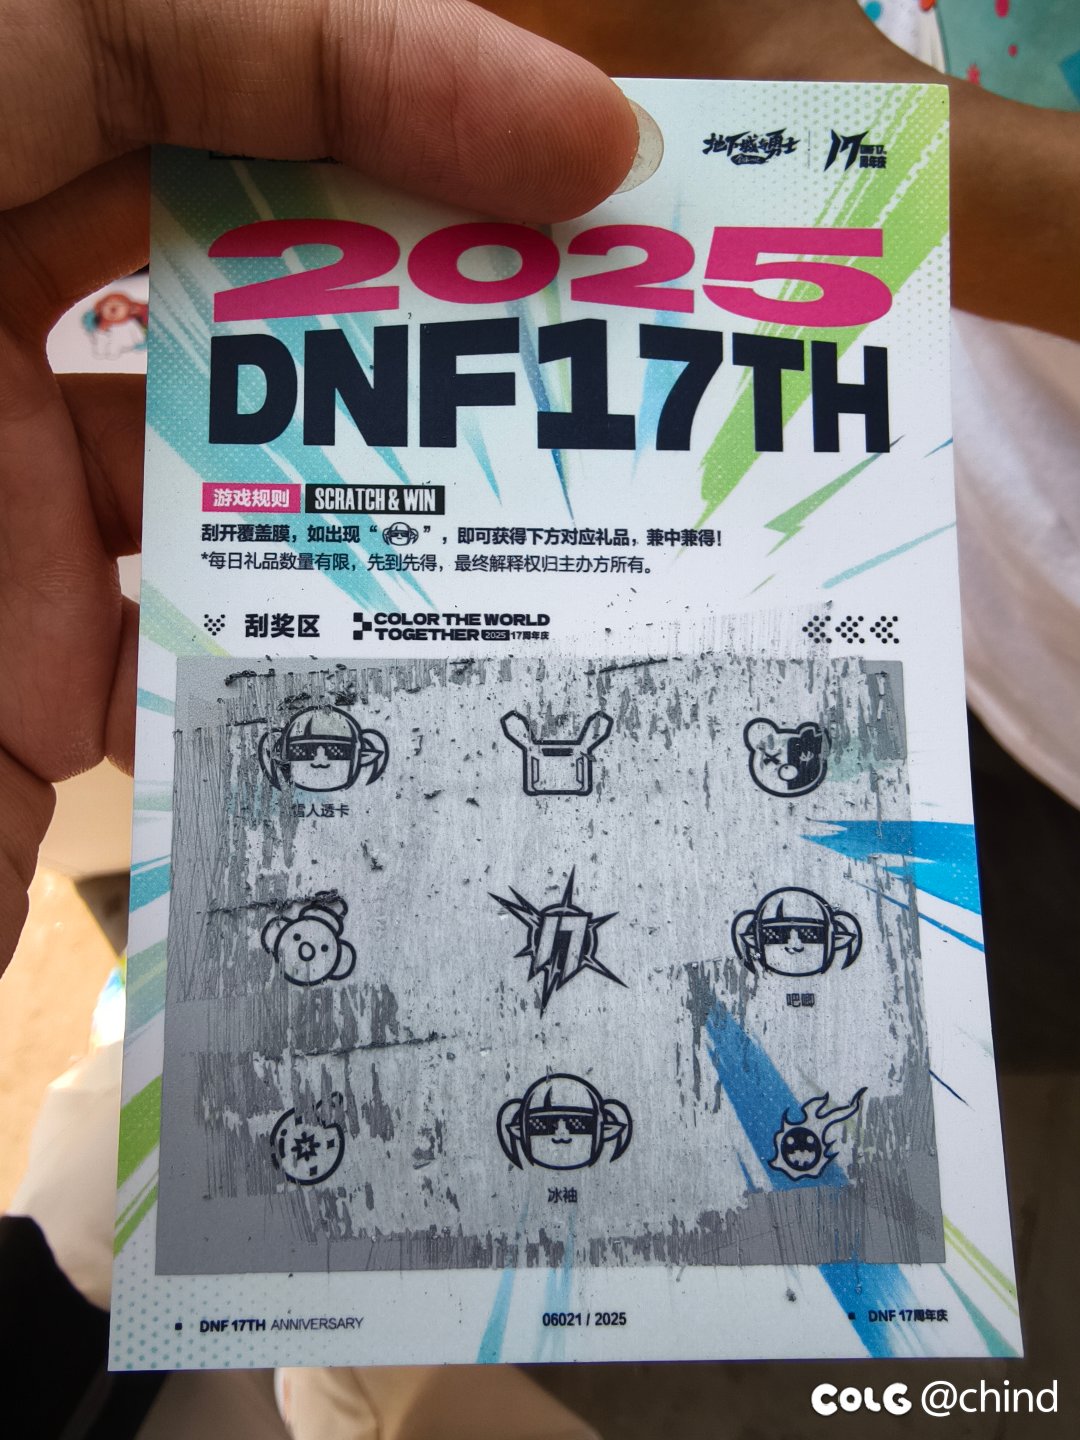 地下城与勇士
17 DNF 17th
周年庆
2025
DNF17TH
游戏规则 SCRATCH & WIN
刮开覆盖膜，如出现“ ”，即可获得下方对应礼品，兼中兼得！
*每日礼品数量有限，先到先得，最终解释权归主办方所有。
刮奖区 COLOR THE WORLD
TOGETHER 2025 17周年庆
人透卡
17
吧唧
冰袖
DNF 17TH ANNIVERSARY 06021 / 2025 DNF 17周年庆
COLG @chind